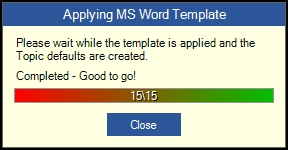 Applying MS Word Template
Please wait while the template is applied and the
Topic defaults are created.
Completed - Good to go!
15\15
Close